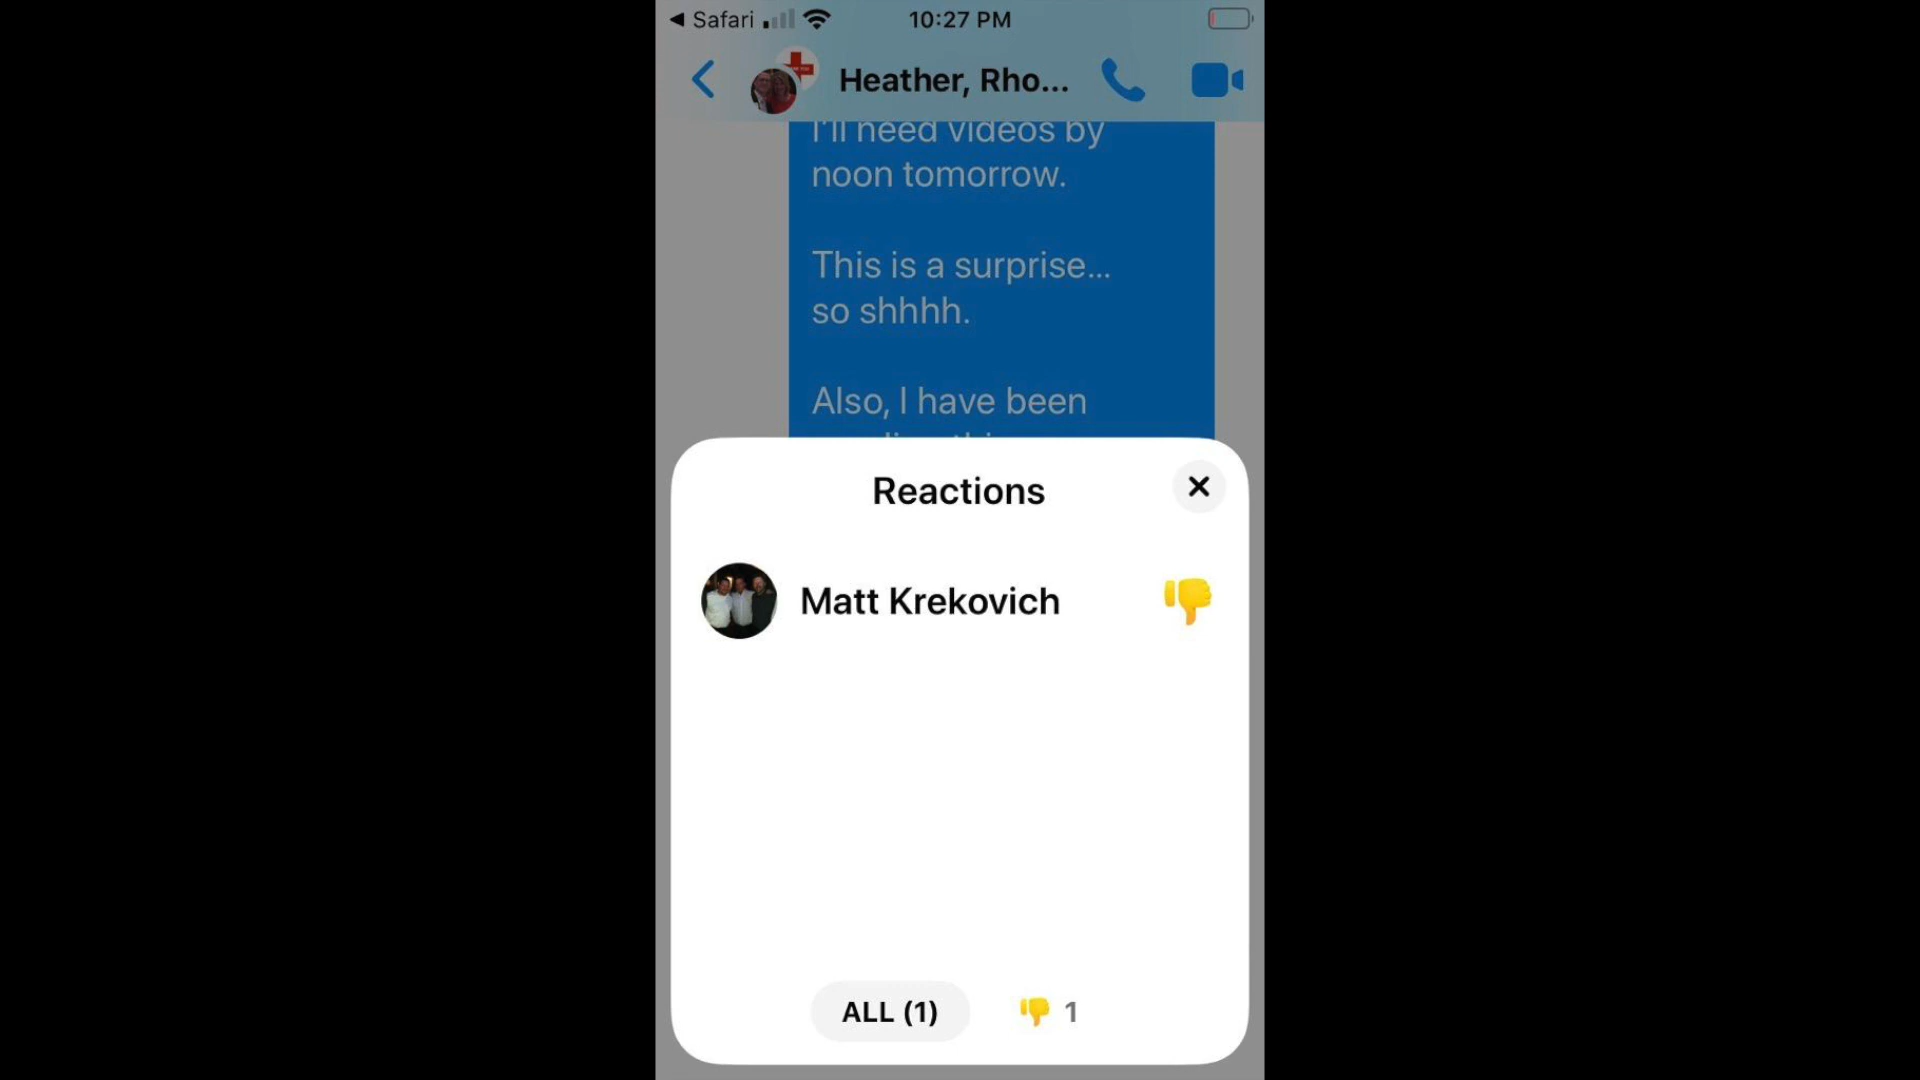 Safari
10:27 PM
Heather, Rho...
I'll need videos by
noon tomorrow.
This is a surprise...
so shhhh.
Also, I have been
Reactions
Matt Krekovich
ALL (1)
1